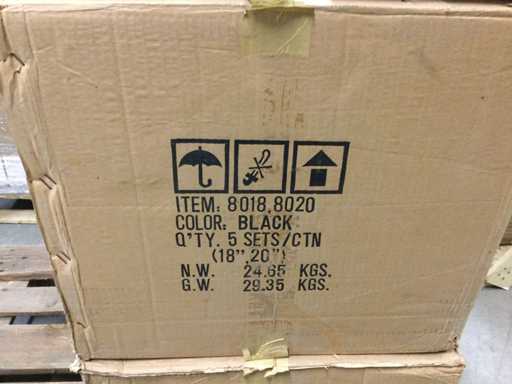 ITEM: 8018,8020
COLOR: BLACK
Q'TY. 5 SETS/CTN
(18",20")
N.W. 24.65 KGS.
G.W. 29.35 KGS.